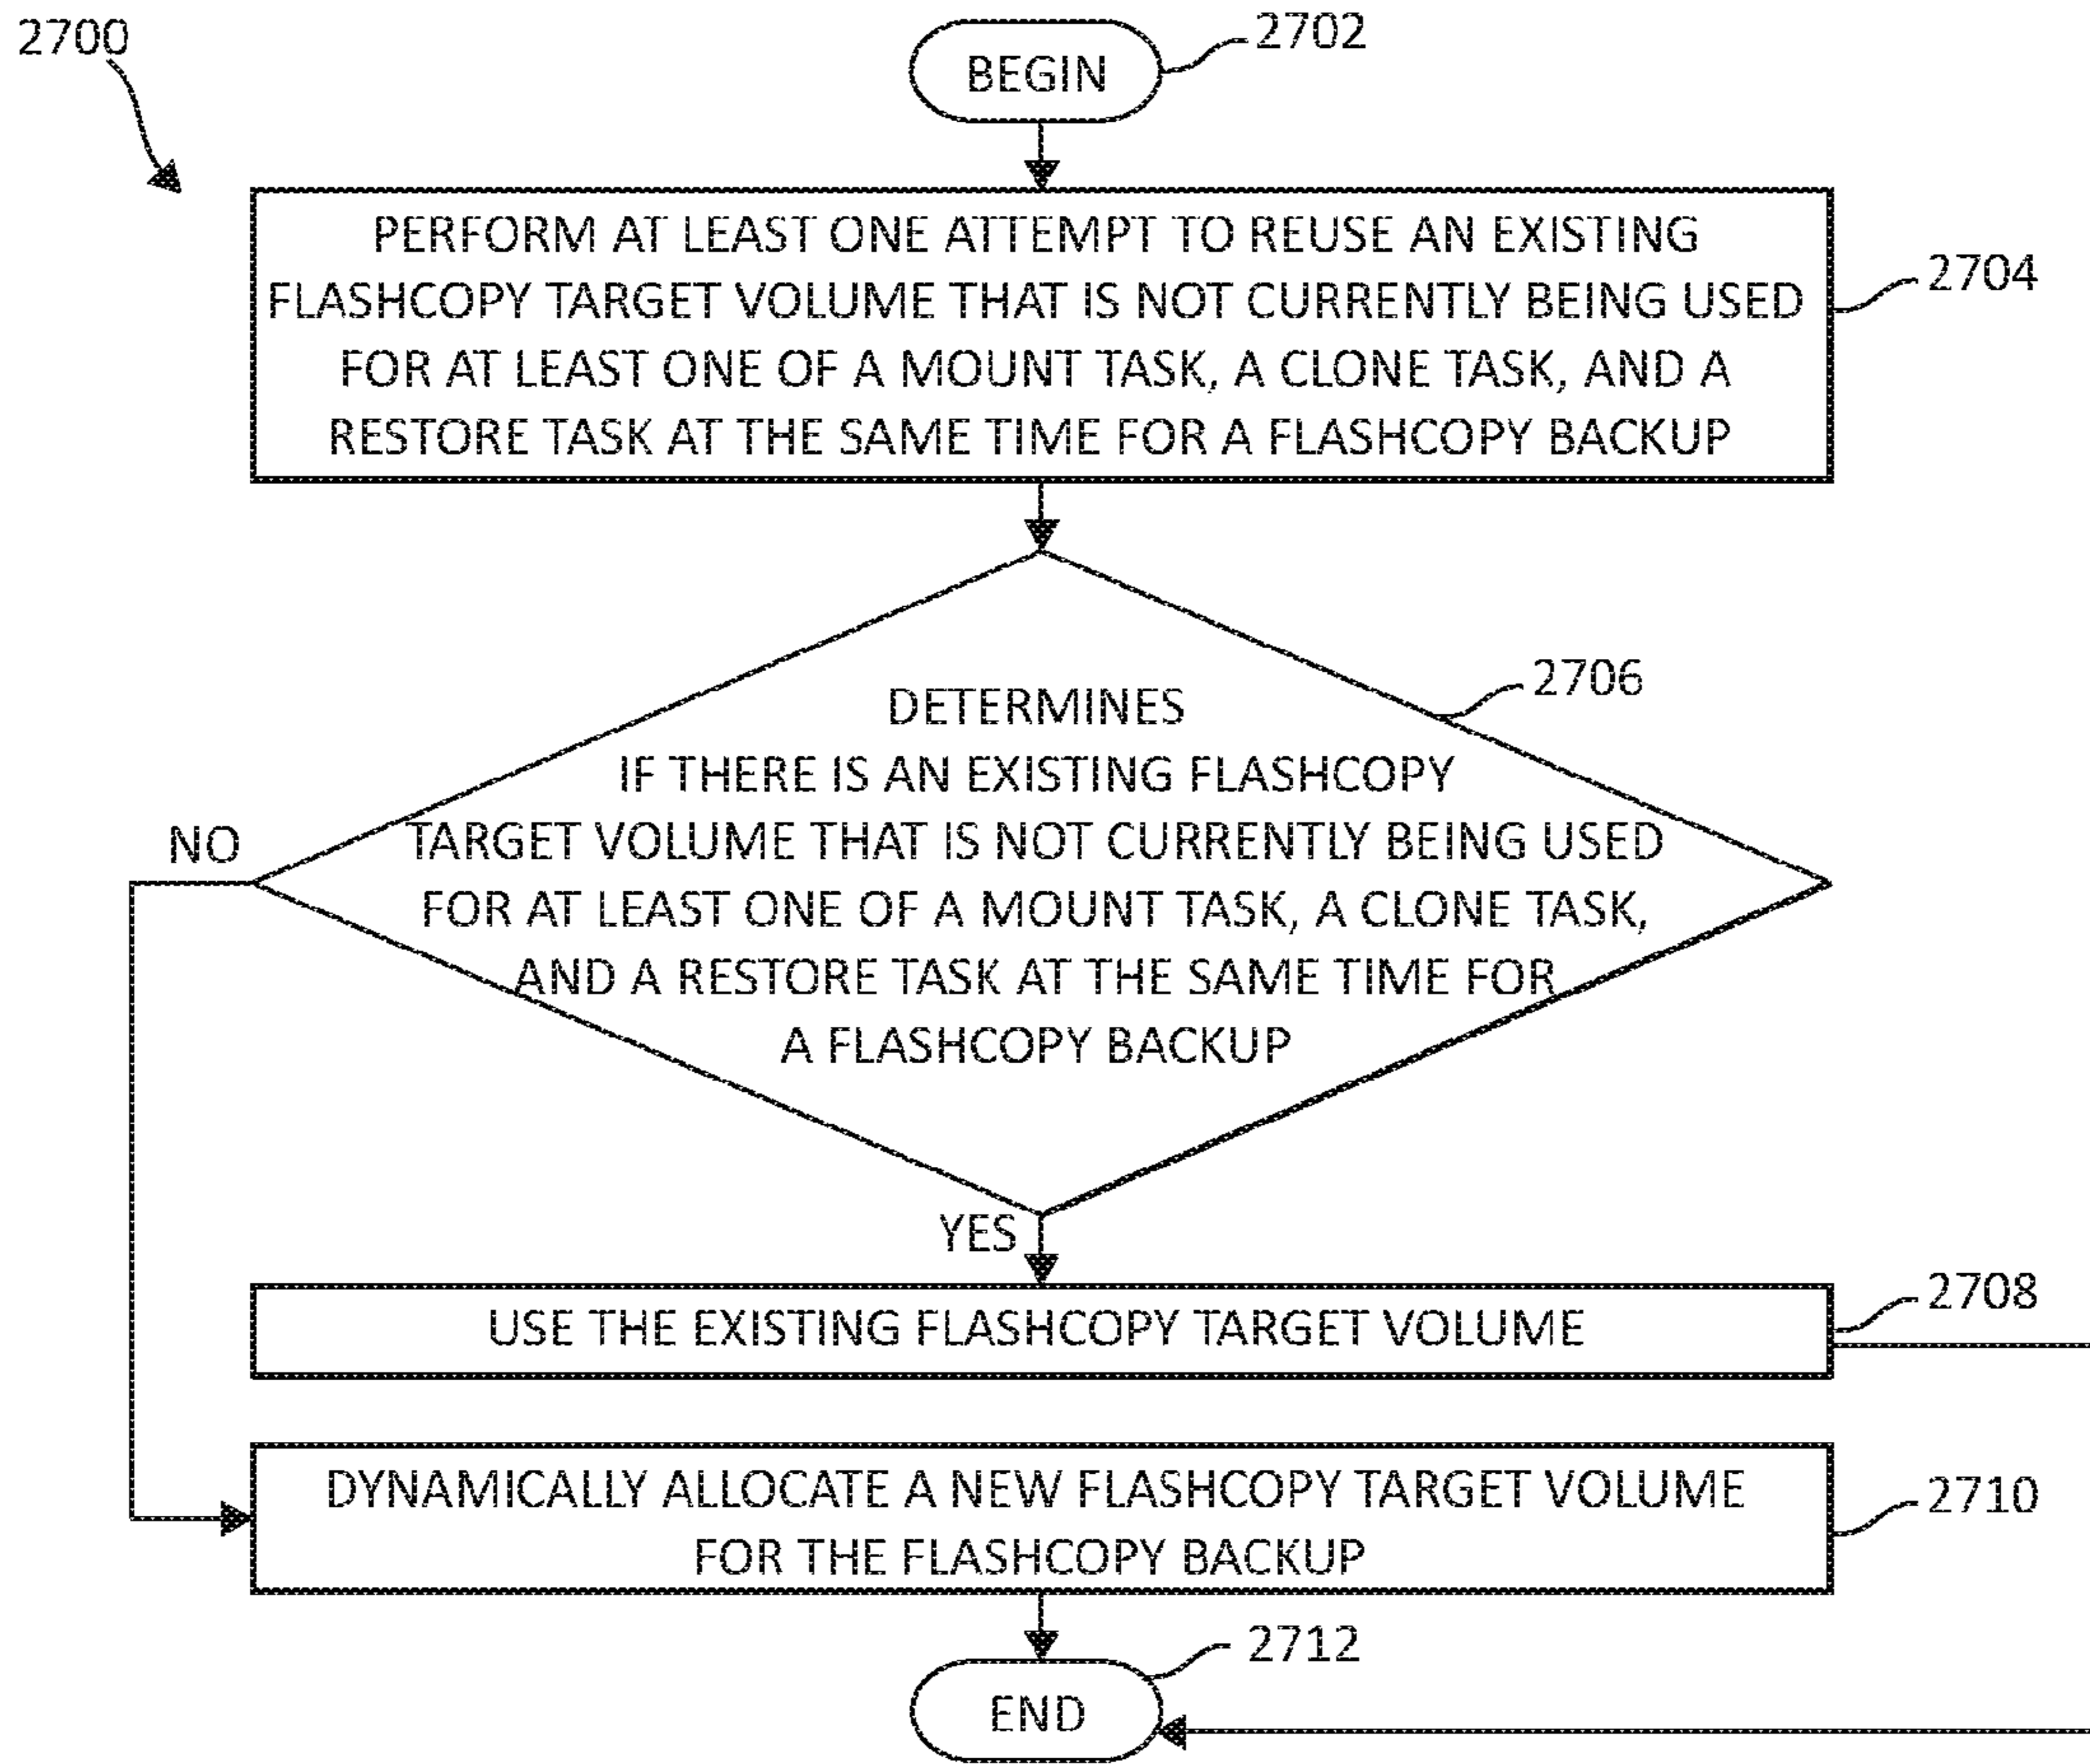 2700
BEGIN
2702
PERFORM AT LEAST ONE ATTEMPT TO REUSE AN EXISTING
FLASHCOPY TARGET VOLUME THAT IS NOT CURRENTLY BEING USED
FOR AT LEAST ONE OF A MOUNT TASK, A CLONE TASK, AND A
RESTORE TASK AT THE SAME TIME FOR A FLASHCOPY BACKUP
2704
DETERMINES
IF THERE IS AN EXISTING FLASHCOPY
TARGET VOLUME THAT IS NOT CURRENTLY BEING USED
FOR AT LEAST ONE OF A MOUNT TASK, A CLONE TASK,
AND A RESTORE TASK AT THE SAME TIME FOR
A FLASHCOPY BACKUP
2706
NO
YES
USE THE EXISTING FLASHCOPY TARGET VOLUME
2708
DYNAMICALLY ALLOCATE A NEW FLASHCOPY TARGET VOLUME
FOR THE FLASHCOPY BACKUP
2710
END
2712